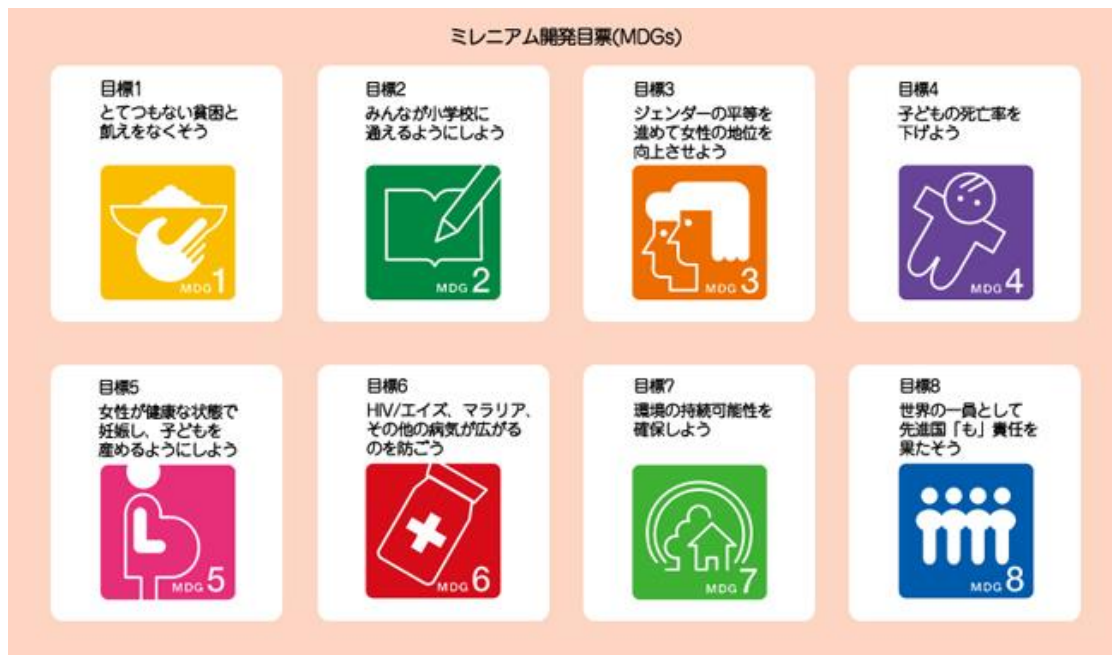 ミレニアム開発目票(MDGs)
目標1
とてつもない貧困と
飢えをなくそう
MDG 1
目標2
みんなが小学校に
通えるようにしよう
MDG 2
目標3
ジェンダーの平等を
進めて女性の地位を
向上させよう
MDG 3
目標4
子どもの死亡率を
下げよう
MDG 4
目標5
女性が健康な状態で
妊娠し、子どもを
産めるようにしよう
MDG 5
目標6
HIV/エイズ、マラリア、
その他の病気が広がる
のを防ごう
MDG 6
目標7
環境の持続可能性を
確保しよう
MDG 7
目標8
世界の一員として
先進国「も」責任を
果たそう
MDG 8